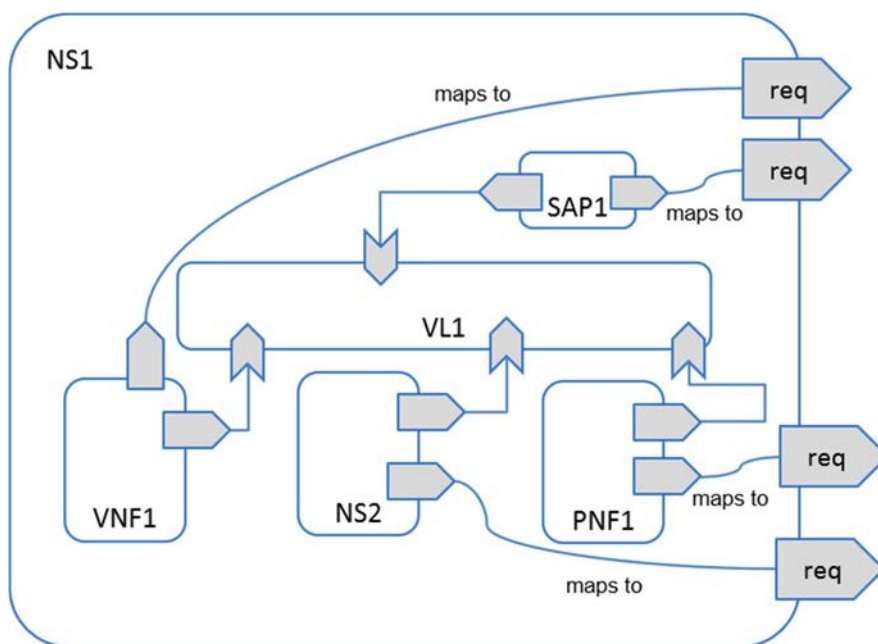 NS1
req
maps to
req
SAP1
maps to
VL1
req
VNF1
NS2
PNF1
maps to
req
maps to